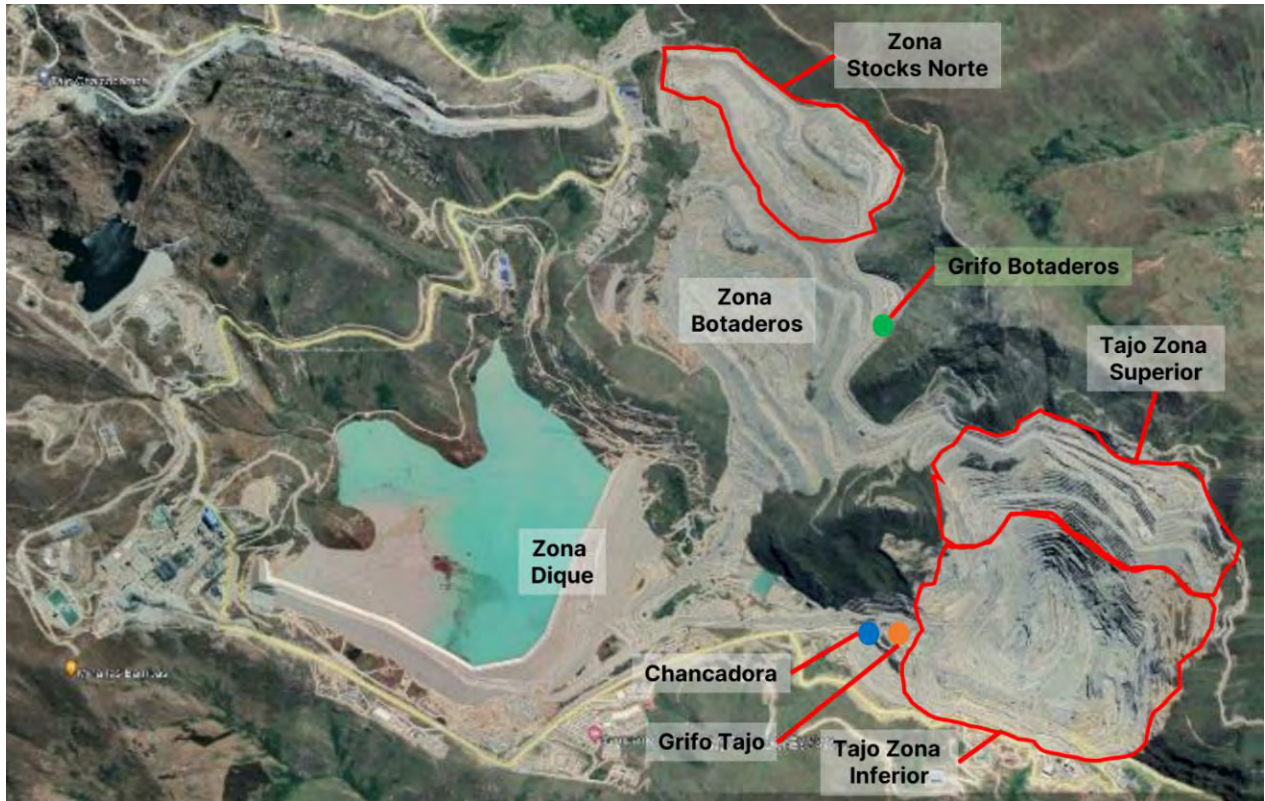 Zona
Stocks Norte
Grifo Botaderos
Zona
Botaderos
Tajo Zona
Superior
Zona
Dique
Chancadora
Grifo Tajo
Tajo Zona
Inferior